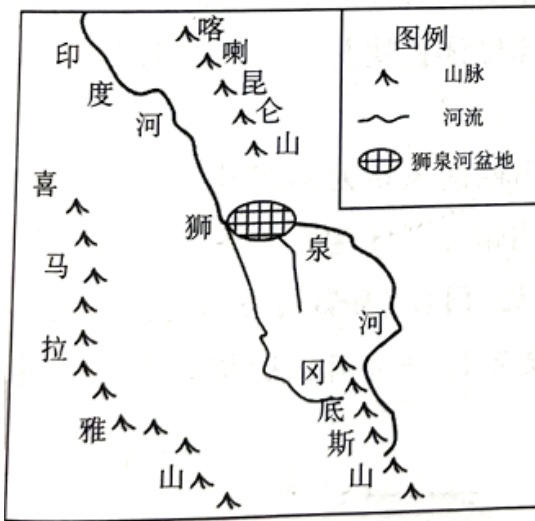 喀喇昆仑山
印度河
喜马拉雅山
狮泉河
冈底斯山
图例
山脉
河流
狮泉河盆地